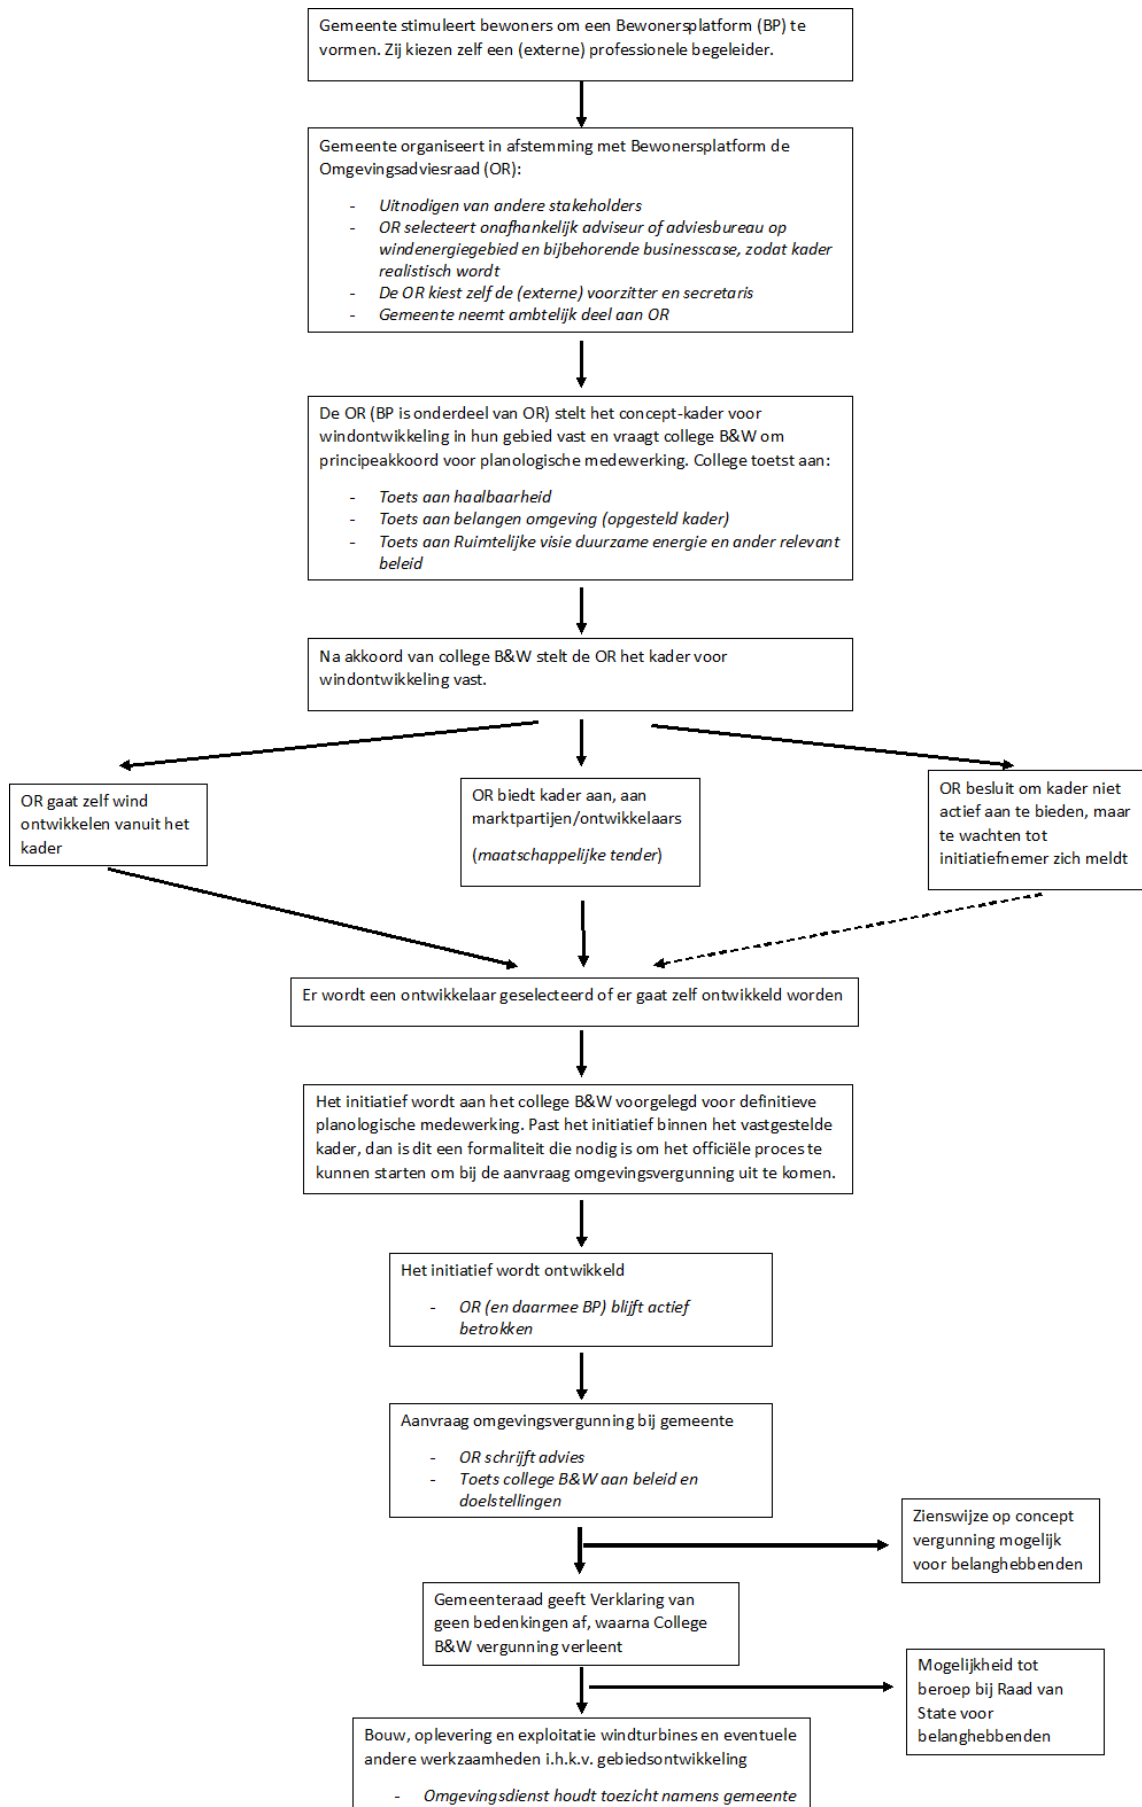 Gemeente stimuleert bewoners om een Bewonersplatform (BP) te
vormen. Zij kiezen zelf een (externe) professionele begeleider.
Gemeente organiseert in afstemming met Bewonersplatform de
Omgevingsadviesraad (OR):
- Uitnodigen van andere stakeholders
- OR selecteert onafhankelijk adviseur of adviesbureau op
windenergiegebied en bijbehorende businesscase, zodat kader
realistisch wordt
- De OR kiest zelf de (externe) voorzitter en secretaris
- Gemeente neemt ambtelijk deel aan OR
De OR (BP is onderdeel van OR) stelt het concept-kader voor
windontwikkeling in hun gebied vast en vraagt college B&W om
principeakkoord voor planologische medewerking. College toetst aan:
- Toets aan haalbaarheid
- Toets aan belangen omgeving (opgesteld kader)
- Toets aan Ruimtelijke visie duurzame energie en ander relevant
beleid
Na akkoord van college B&W stelt de OR het kader voor
windontwikkeling vast.
OR gaat zelf wind
ontwikkelen vanuit het
kader
OR biedt kader aan, aan
marktpartijen/ontwikkelaars
(maatschappelijke tender)
OR besluit om kader niet
actief aan te bieden, maar
te wachten tot
initiatiefnemer zich meldt
Er wordt een ontwikkelaar geselecteerd of er gaat zelf ontwikkeld worden
Het initiatief wordt aan het college B&W voorgelegd voor definitieve
planologische medewerking. Past het initiatief binnen het vastgestelde
kader, dan is dit een formaliteit die nodig is om het officiële proces te
kunnen starten om bij de aanvraag omgevingsvergunning uit te komen.
Het initiatief wordt ontwikkeld
- OR (en daarmee BP) blijft actief
betrokken
Aanvraag omgevingsvergunning bij gemeente
- OR schrijft advies
- Toets college B&W aan beleid en
doelstellingen
Zienswijze op concept
vergunning mogelijk
voor belanghebbenden
Gemeenteraad geeft Verklaring van
geen bedenkingen af, waarna College
B&W vergunning verleent
Mogelijkheid tot
beroep bij Raad van
State voor
belanghebbenden
Bouw, oplevering en exploitatie windturbines en eventuele
andere werkzaamheden i.h.k.v. gebiedsontwikkeling
- Omgevingsdienst houdt toezicht namens gemeente